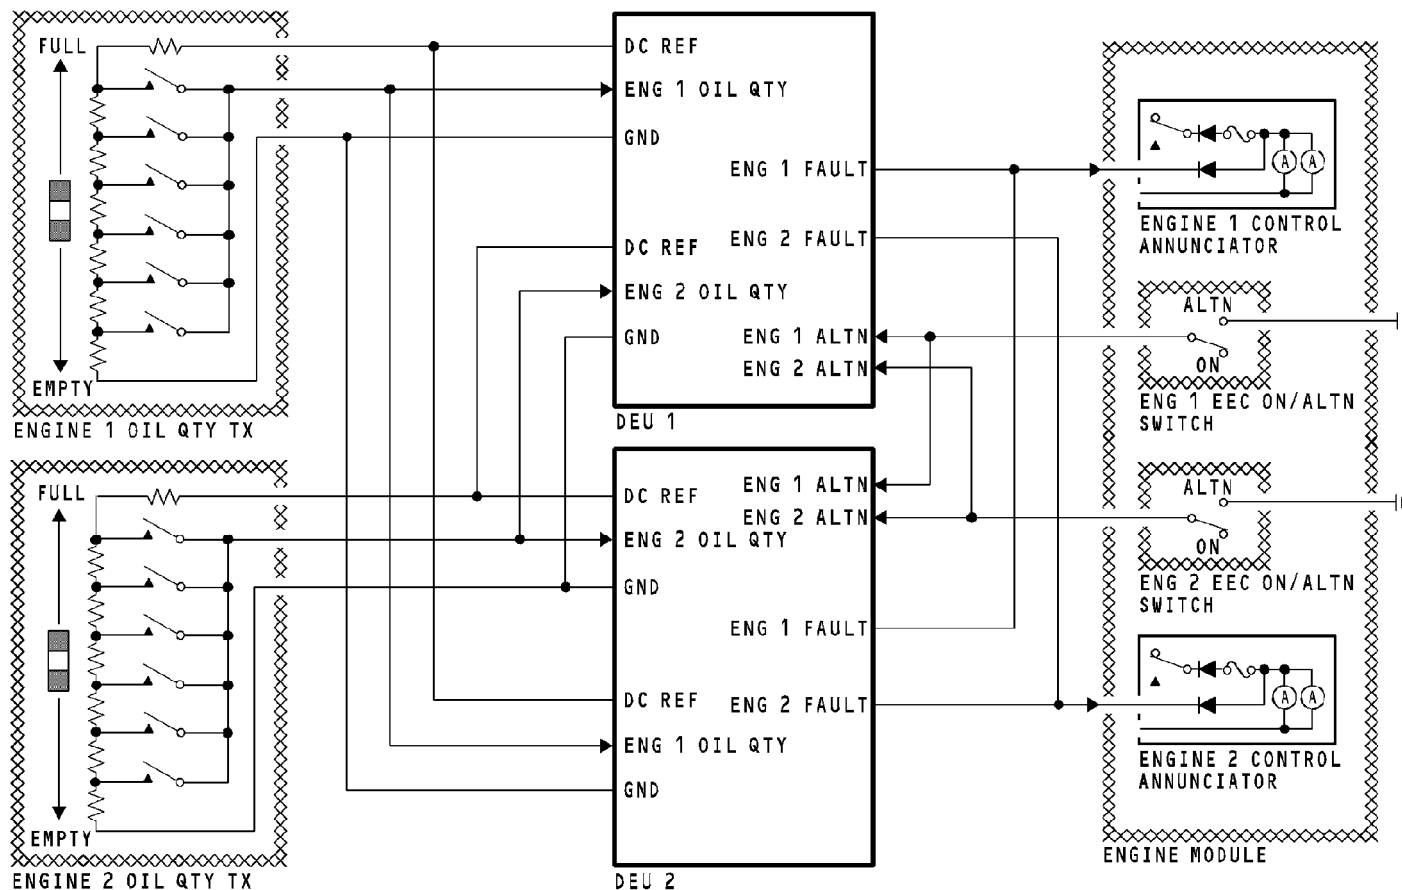 FULL
EMPTY
ENGINE 1 OIL QTY TX
FULL
EMPTY
ENGINE 2 OIL QTY TX
DC REF
ENG 1 OIL QTY
GND
ENG 1 FAULT
DC REF
ENG 2 FAULT
ENG 2 OIL QTY
GND
ENG 1 ALTN
ENG 2 ALTN
DEU 1
ENG 1 ALTN
DC REF
ENG 2 ALTN
ENG 2 OIL QTY
GND
ENG 1 FAULT
DC REF
ENG 2 FAULT
ENG 1 OIL QTY
GND
DEU 2
A A
ENGINE 1 CONTROL
ANNUNCIATOR
ALTN
ON
ENG 1 EEC ON/ALTN
SWITCH
ALTN
ON
ENG 2 EEC ON/ALTN
SWITCH
A A
ENGINE 2 CONTROL
ANNUNCIATOR
ENGINE MODULE